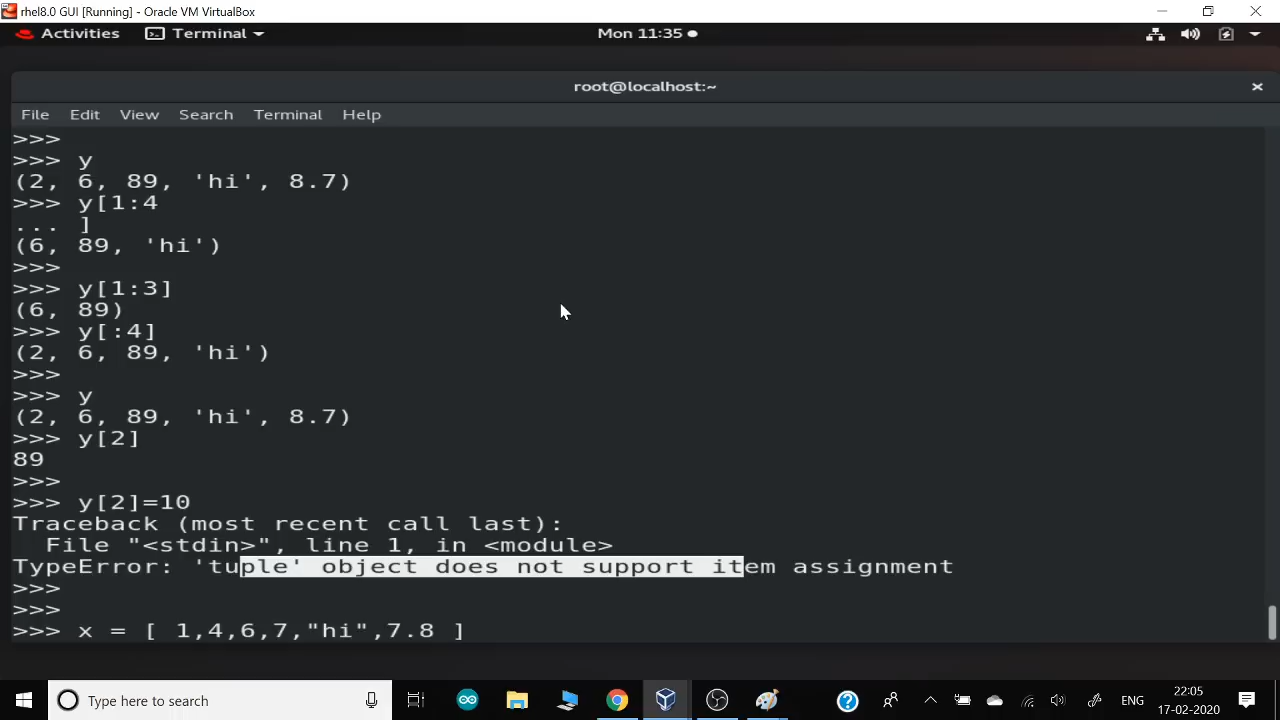 rhel8.0 GUI [Running] - Oracle VM VirtualBox
Activities Terminal Mon 11:35
root@localhost:~
File Edit View Search Terminal Help
>>>
>>> y
(2, 6, 89, 'hi', 8.7)
>>> y[1:4
... ]
(6, 89, 'hi')
>>>
>>> y[1:3]
(6, 89)
>>> y[:4]
(2, 6, 89, 'hi')
>>>
>>> y
(2, 6, 89, 'hi', 8.7)
>>> y[2]
89
>>>
>>> y[2]=10
Traceback (most recent call last):
  File "<stdin>", line 1, in <module>
TypeError: 'tuple' object does not support item assignment
>>>
>>>
>>> x = [ 1,4,6,7,"hi",7.8 ]
Type here to search
ENG
22:05
17-02-2020